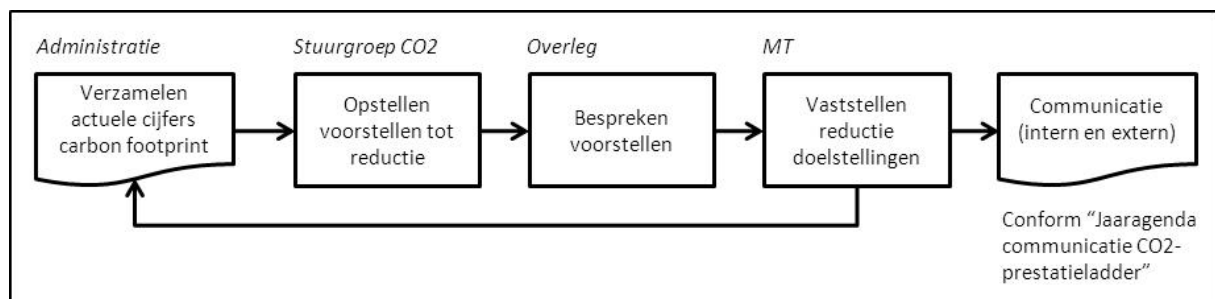 Administratie
Verzamelen
actuele cijfers
carbon footprint
Stuurgroep CO2
Opstellen
voorstellen tot
reductie
Overleg
Bespreken
voorstellen
MT
Vaststellen
reductie
doelstellingen
Communicatie
(intern en extern)
Conform “Jaaragenda
communicatie CO2-
prestatieladder”